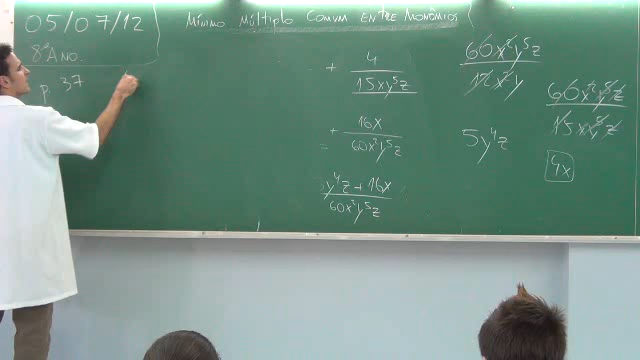 05/07/12
8º Ano.
p. 37
Mínimo Múltiplo Comum entre Monômios
+ 4
15xy⁵z
+ 16x
= 60x²y⁵z
y⁴z + 16x
60x²y⁵z
60x²y⁵z
12x²y
5y⁴z
60x²y⁵z
15xy⁵z
4x